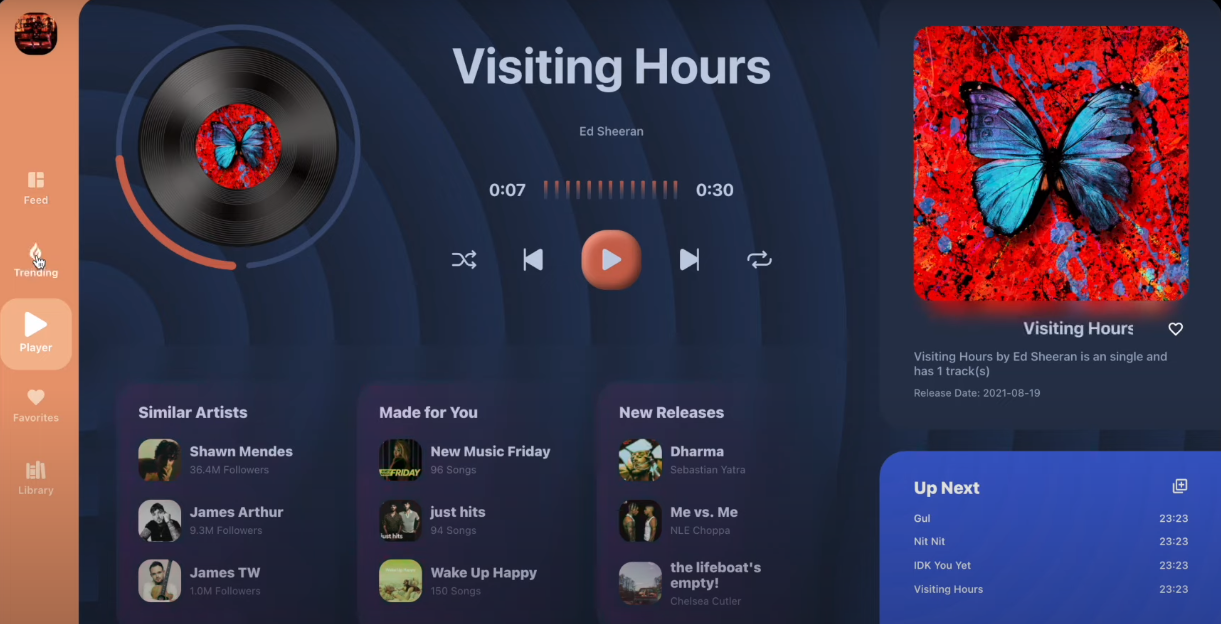 Feed
Trending
Player
Favorites
Library
Visiting Hours
Ed Sheeran
0:07
0:30
Similar Artists
Shawn Mendes
36.4M Followers
James Arthur
9.3M Followers
James TW
1.0M Followers
Made for You
FRIDAY
New Music Friday
96 Songs
just hits
just hits
94 Songs
Wake Up Happy
150 Songs
New Releases
Dharma
Sebastian Yatra
Me vs. Me
NLE Choppa
the lifeboat's
empty!
Chelsea Cutler
Visiting Hours
Visiting Hours by Ed Sheeran is an single and
has 1 track(s)
Release Date: 2021-08-19
Up Next
Gul 23:23
Nit Nit 23:23
IDK You Yet 23:23
Visiting Hours 23:23